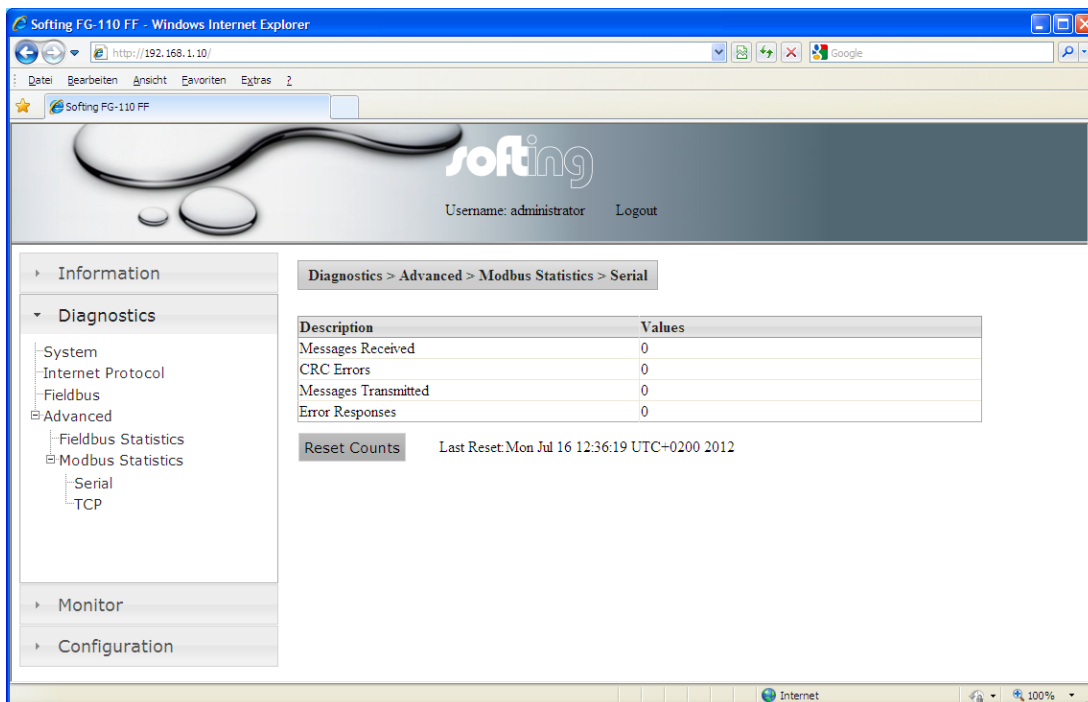 Softing FG-110 FF - Windows Internet Explorer
http://192.168.1.10/
Google
Datei Bearbeiten Ansicht Favoriten Extras ?
Softing FG-110 FF
softing
Username: administrator Logout
Information
Diagnostics
System
Internet Protocol
Fieldbus
Advanced
Fieldbus Statistics
Modbus Statistics
Serial
TCP
Monitor
Configuration
Diagnostics > Advanced > Modbus Statistics > Serial
Description Values
Messages Received 0
CRC Errors 0
Messages Transmitted 0
Error Responses 0
Reset Counts Last Reset:Mon Jul 16 12:36:19 UTC+0200 2012
Internet 100%